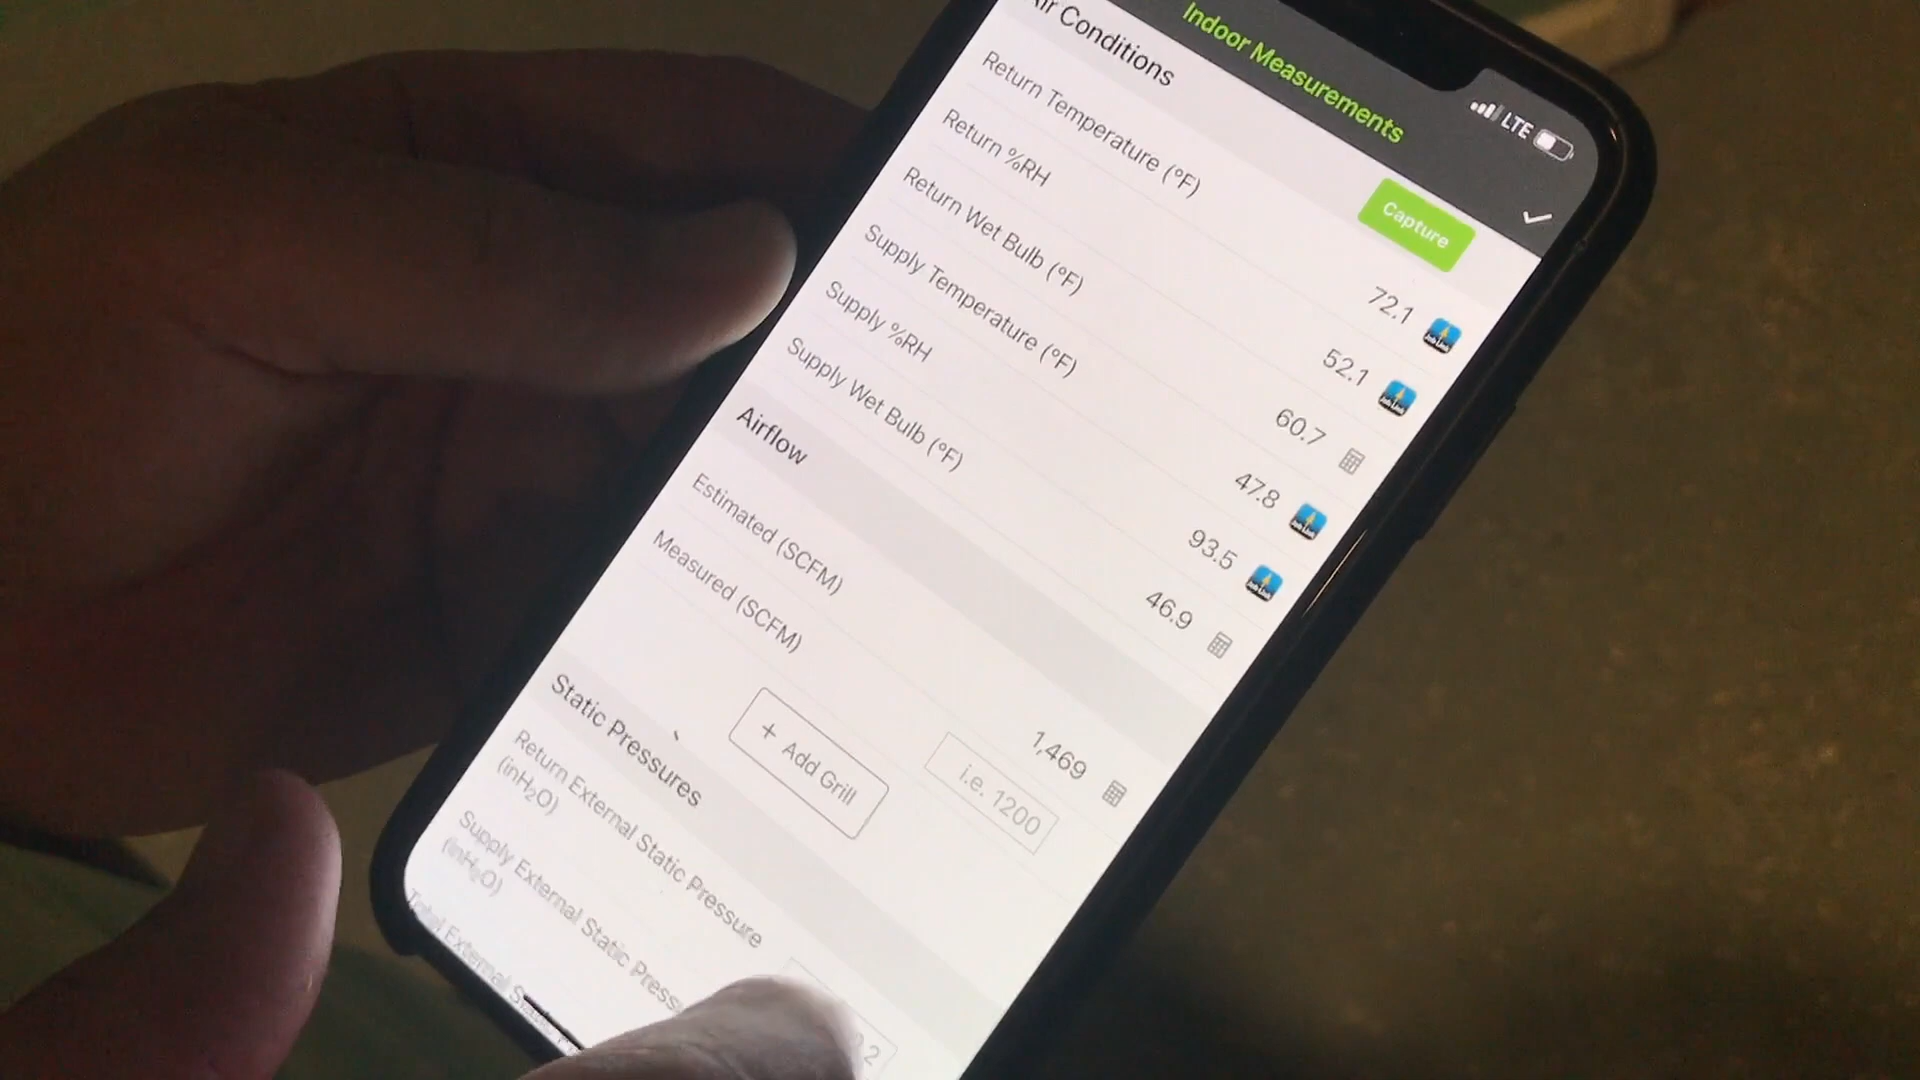 Indoor Measurements
LTE
Air Conditions
Capture
Return Temperature (°F) 72.1
Return %RH 52.1
Return Wet Bulb (°F) 60.7
Supply Temperature (°F) 47.8
Supply %RH 93.5
Supply Wet Bulb (°F) 46.9
Airflow
Estimated (SCFM) 1,469
Measured (SCFM) i.e. 1200
+ Add Grill
Static Pressures
Return External Static Pressure
(inH₂O)
Supply External Static
(inH₂O)
Total External